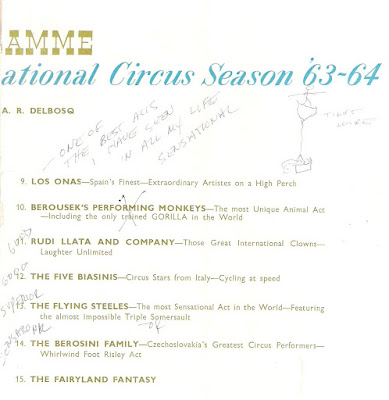 AMME
ational Circus Season '63-64
A. R. DELBOSQ
ONE OF
THE BEST ACTS
I HAVE SEEN
IN ALL MY LIFE
SENSATIONAL
TIGHT
WIRE
9. LOS ONAS—Spain's Finest—Extraordinary Artistes on a High Perch
10. BEROUSEK'S PERFORMING MONKEYS—The most Unique Animal Act
—Including the only trained GORILLA in the World
GOOD
11. RUDI LLATA AND COMPANY—Those Great International Clowns—
Laughter Unlimited
GOOD
12. THE FIVE BIASINIS—Circus Stars from Italy—Cycling at speed
SUPERIOR
13. THE FLYING STEELES—The most Sensational Act in the World—Featuring
the almost impossible Triple Somersault
OK
14. THE BEROSINI FAMILY—Czechoslovakia's Greatest Circus Performers—
Whirlwind Foot Risley Act
15. THE FAIRYLAND FANTASY